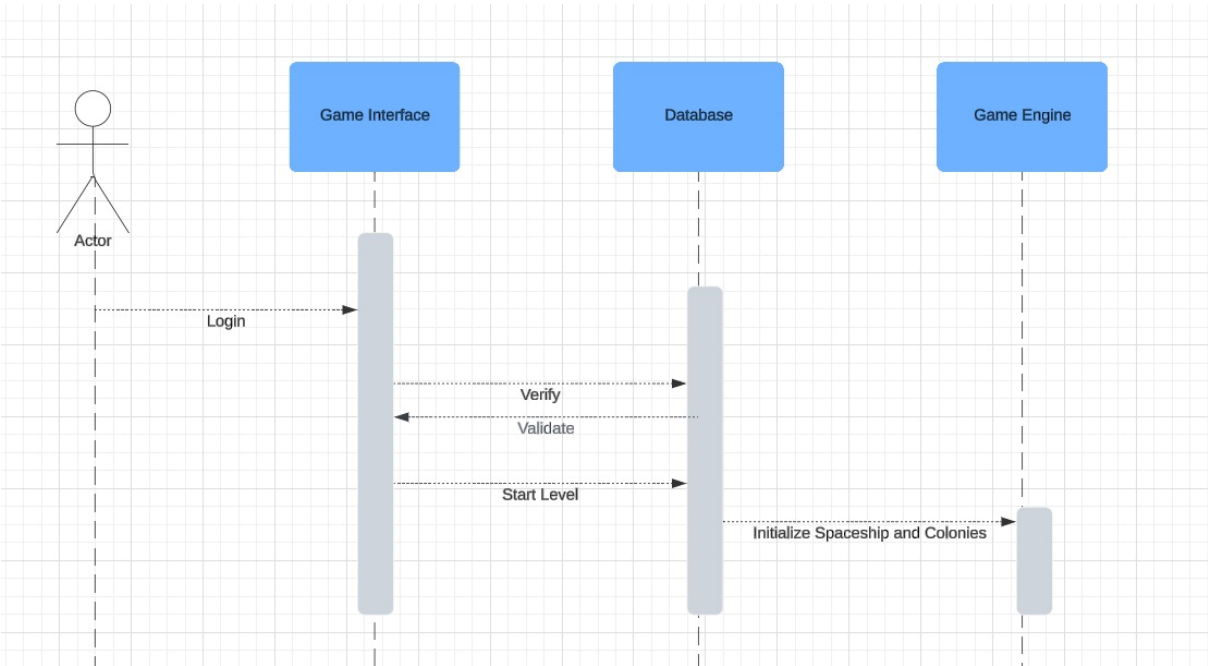 Game Interface
Database
Game Engine
Actor
Login
Verify
Validate
Start Level
Initialize Spaceship and Colonies